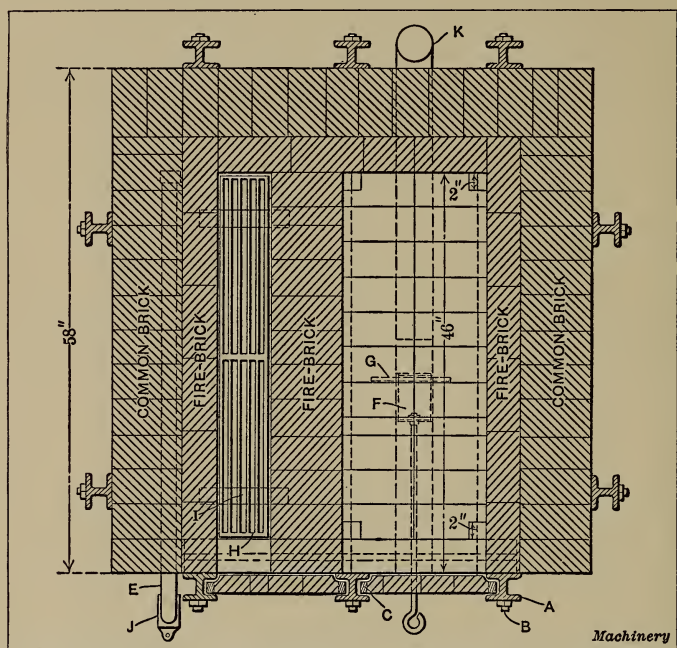 K
58"
COMMON BRICK
FIRE-BRICK
FIRE-BRICK
FIRE-BRICK
COMMON BRICK
2"
46"
G
F
I
H
2"
E
J
C
A
B
Machinery